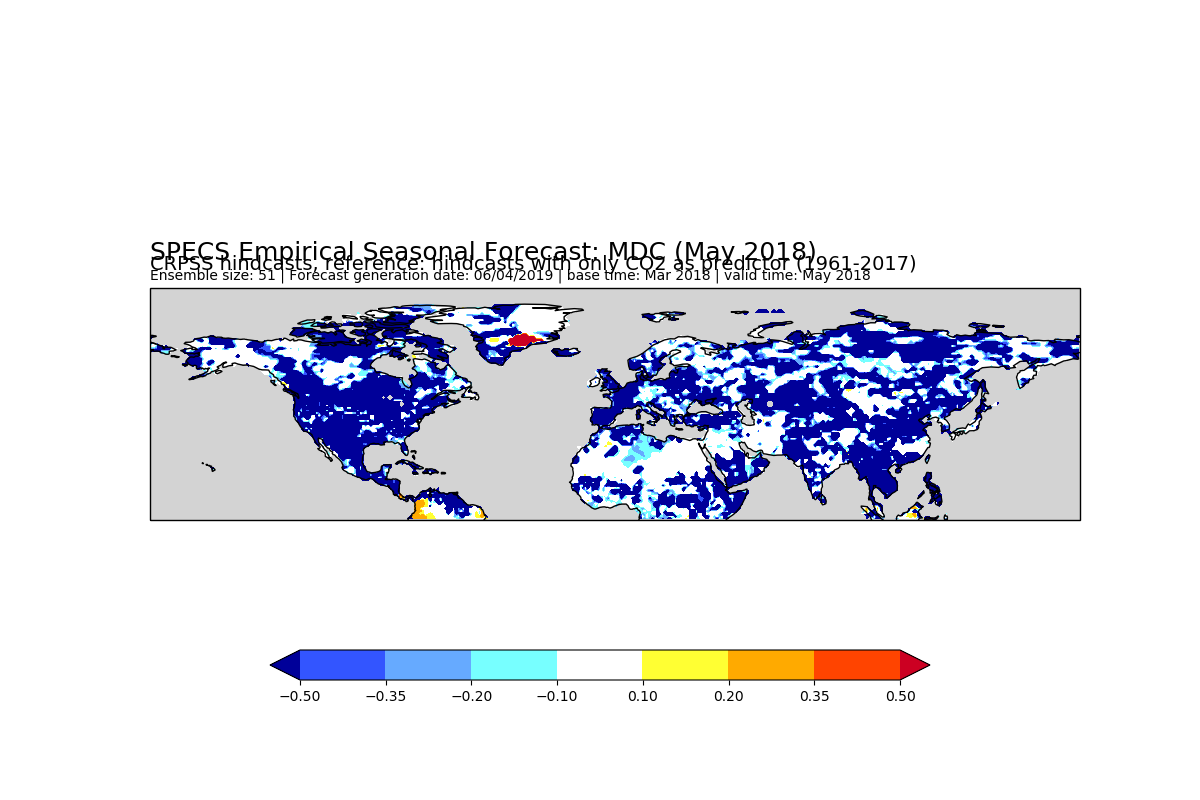 SPECS Empirical Seasonal Forecast: MDC (May 2018)
CRPSS hindcasts, reference: hindcasts with only CO2 as predictor (1961-2017)
Ensemble size: 51 | Forecast generation date: 06/04/2019 | base time: Mar 2018 | valid time: May 2018
−0.50 −0.35 −0.20 −0.10 0.10 0.20 0.35 0.50